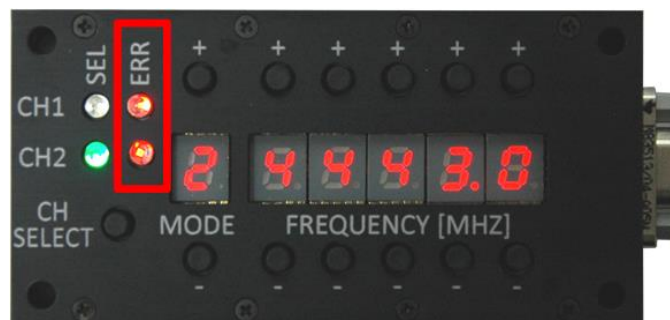 SEL ERR
+ + + + + +
CH1
CH2
2 4443.0
CH SELECT
MODE FREQUENCY [MHZ]
- - - - - -